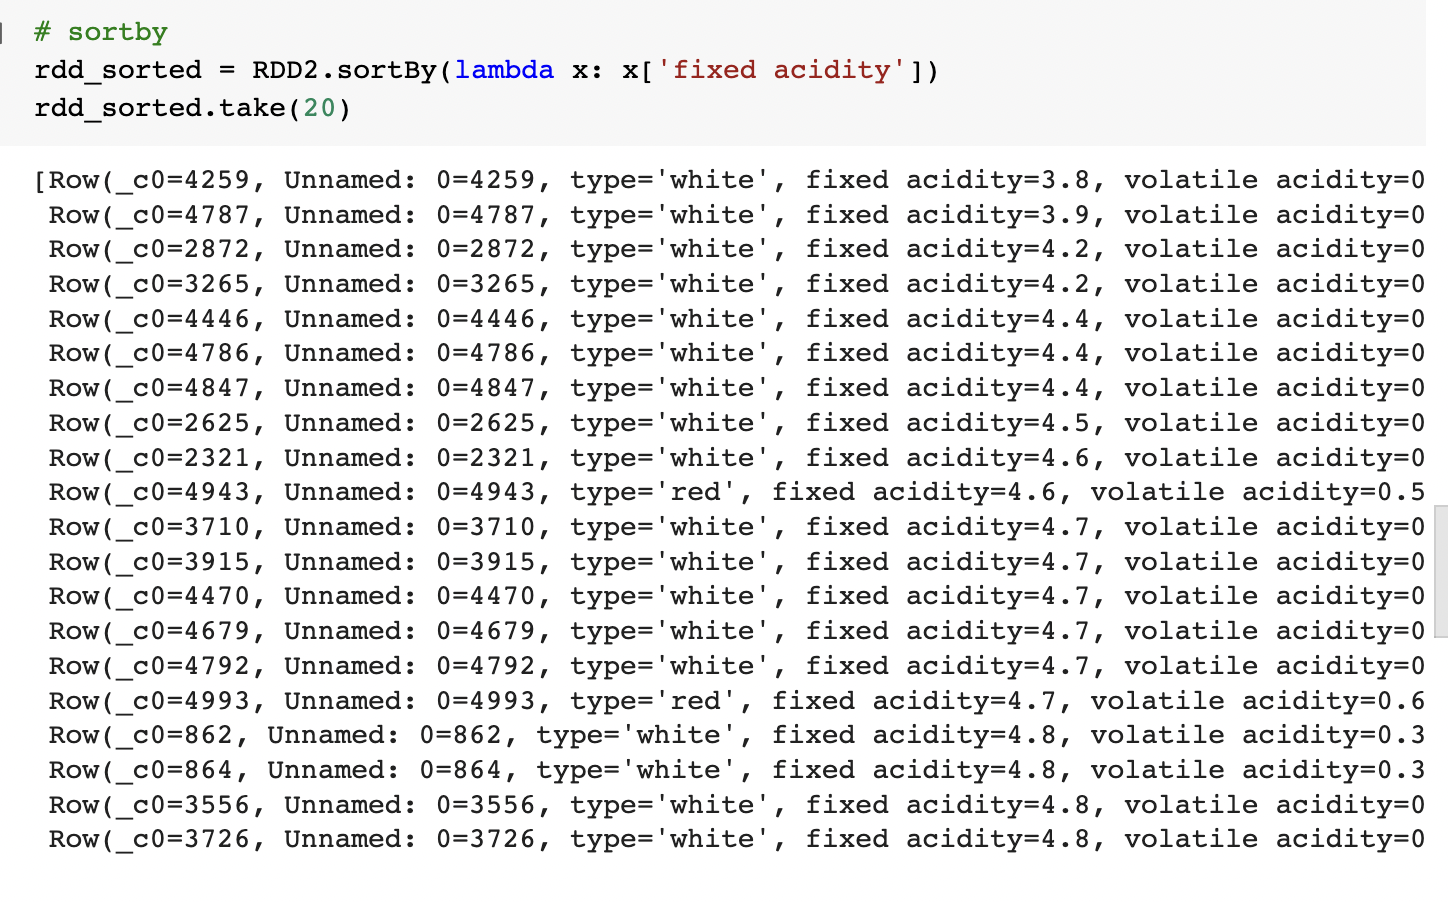 # sortby
rdd_sorted = RDD2.sortBy(lambda x: x['fixed acidity'])
rdd_sorted.take(20)
[Row(_c0=4259, Unnamed: 0=4259, type='white', fixed acidity=3.8, volatile acidity=0
Row(_c0=4787, Unnamed: 0=4787, type='white', fixed acidity=3.9, volatile acidity=0
Row(_c0=2872, Unnamed: 0=2872, type='white', fixed acidity=4.2, volatile acidity=0
Row(_c0=3265, Unnamed: 0=3265, type='white', fixed acidity=4.2, volatile acidity=0
Row(_c0=4446, Unnamed: 0=4446, type='white', fixed acidity=4.4, volatile acidity=0
Row(_c0=4786, Unnamed: 0=4786, type='white', fixed acidity=4.4, volatile acidity=0
Row(_c0=4847, Unnamed: 0=4847, type='white', fixed acidity=4.4, volatile acidity=0
Row(_c0=2625, Unnamed: 0=2625, type='white', fixed acidity=4.5, volatile acidity=0
Row(_c0=2321, Unnamed: 0=2321, type='white', fixed acidity=4.6, volatile acidity=0
Row(_c0=4943, Unnamed: 0=4943, type='red', fixed acidity=4.6, volatile acidity=0.5
Row(_c0=3710, Unnamed: 0=3710, type='white', fixed acidity=4.7, volatile acidity=0
Row(_c0=3915, Unnamed: 0=3915, type='white', fixed acidity=4.7, volatile acidity=0
Row(_c0=4470, Unnamed: 0=4470, type='white', fixed acidity=4.7, volatile acidity=0
Row(_c0=4679, Unnamed: 0=4679, type='white', fixed acidity=4.7, volatile acidity=0
Row(_c0=4792, Unnamed: 0=4792, type='white', fixed acidity=4.7, volatile acidity=0
Row(_c0=4993, Unnamed: 0=4993, type='red', fixed acidity=4.7, volatile acidity=0.6
Row(_c0=862, Unnamed: 0=862, type='white', fixed acidity=4.8, volatile acidity=0.3
Row(_c0=864, Unnamed: 0=864, type='white', fixed acidity=4.8, volatile acidity=0.3
Row(_c0=3556, Unnamed: 0=3556, type='white', fixed acidity=4.8, volatile acidity=0
Row(_c0=3726, Unnamed: 0=3726, type='white', fixed acidity=4.8, volatile acidity=0